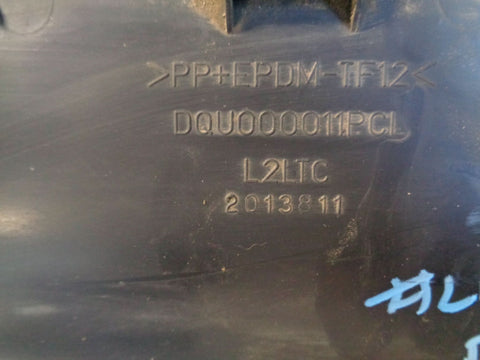 >PP+EPDM-TF12<
DQU000011PCL
L2LTC
2013811
#L